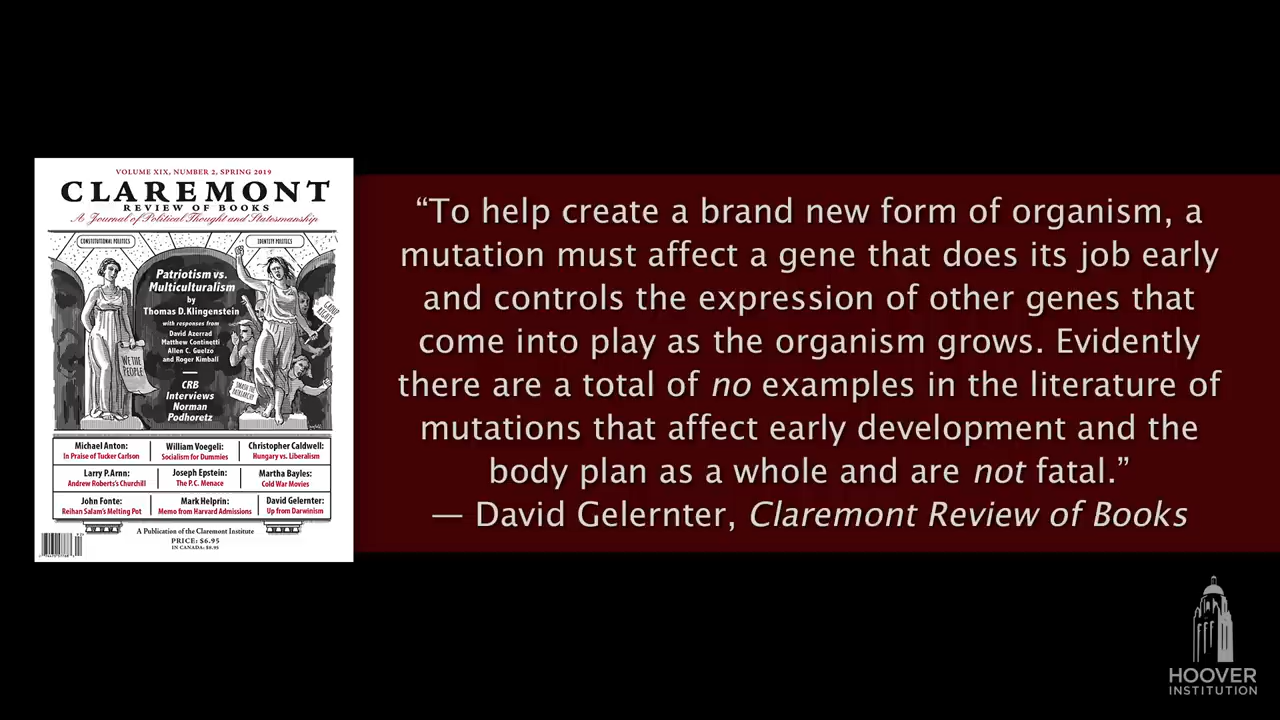 VOLUME XIX, NUMBER 2, SPRING 2019
CLAREMONT
REVIEW OF BOOKS
A Journal of Political Thought and Statesmanship
CONSTITUTIONAL POLITICS
IDENTITY POLITICS
Patriotism vs.
Multiculturalism
by
Thomas D. Klingenstein
with responses from
David Azerrad
Matthew Continetti
Allen C. Guelzo
and Roger Kimball
CRB
Interviews
Norman
Podhoretz
WE THE
PEOPLE
Michael Anton:
In Praise of Tucker Carlson
William Voegeli:
Socialism for Dummies
Christopher Caldwell:
Hungary vs. Liberalism
Larry P. Arnn:
Andrew Roberts's Churchill
Joseph Epstein:
The P.C. Menace
Martha Bayles:
Cold War Movies
John Fonte:
Reihan Salam's Melting Pot
Mark Helprin:
Memo from Harvard Admissions
David Gelernter:
Up from Darwinism
A Publication of the Claremont Institute
PRICE: $6.95
IN CANADA: $8.95
“To help create a brand new form of organism, a
mutation must affect a gene that does its job early
and controls the expression of other genes that
come into play as the organism grows. Evidently
there are a total of no examples in the literature of
mutations that affect early development and the
body plan as a whole and are not fatal.”
— David Gelernter, Claremont Review of Books
HOOVER
INSTITUTION